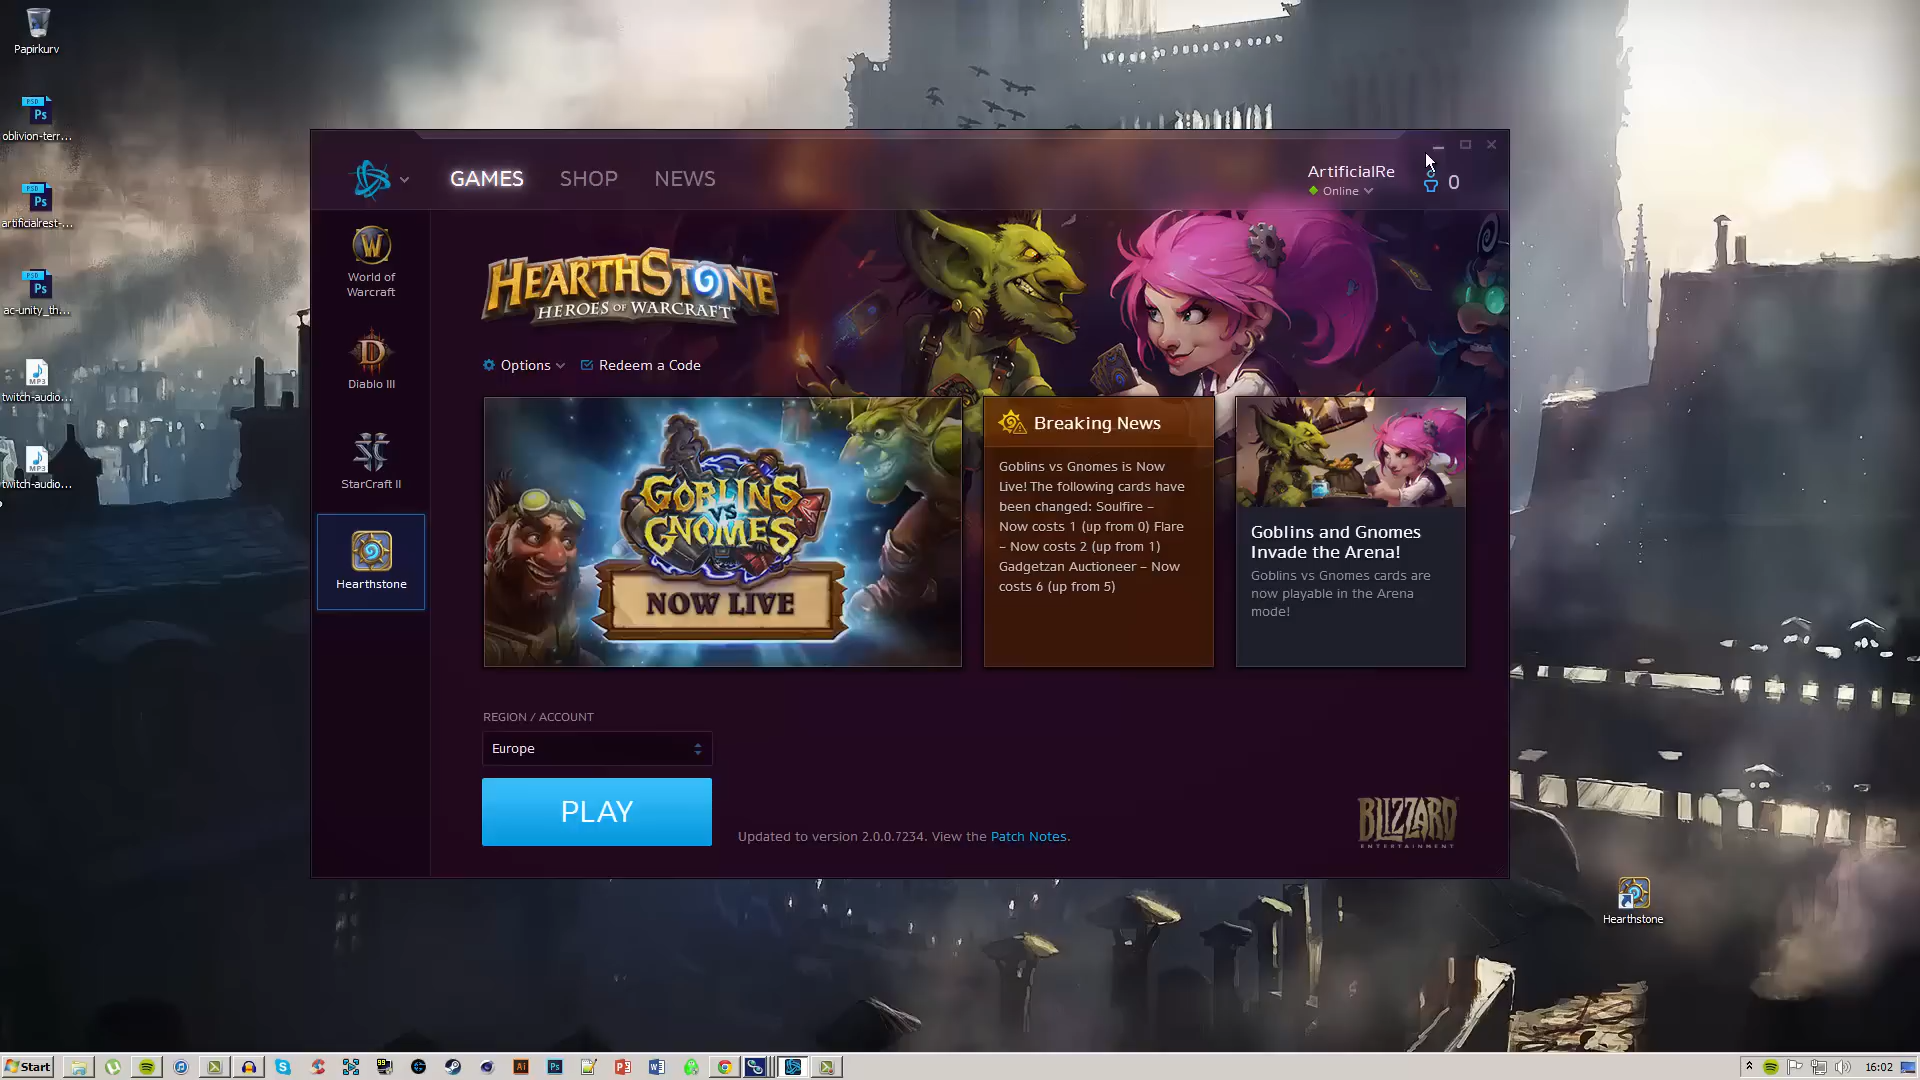 Papirkurv
oblivion-terr...
artificialrest-...
ac-unity_th...
twitch-audio...
twitch-audio...
GAMES
SHOP
NEWS
ArtificialRe
Online
0
World of
Warcraft
Diablo III
StarCraft II
Hearthstone
HEARTHSTONE
HEROES OF WARCRAFT
Options
Redeem a Code
GOBLINS
VS
GNOMES
NOW LIVE
Breaking News
Goblins vs Gnomes is Now
Live! The following cards have
been changed: Soulfire –
Now costs 1 (up from 0) Flare
– Now costs 2 (up from 1)
Gadgetzan Auctioneer – Now
costs 6 (up from 5)
Goblins and Gnomes
Invade the Arena!
Goblins vs Gnomes cards are
now playable in the Arena
mode!
REGION / ACCOUNT
Europe
PLAY
Updated to version 2.0.0.7234. View the Patch Notes.
BLIZZARD
ENTERTAINMENT
Hearthstone
Start
16:02